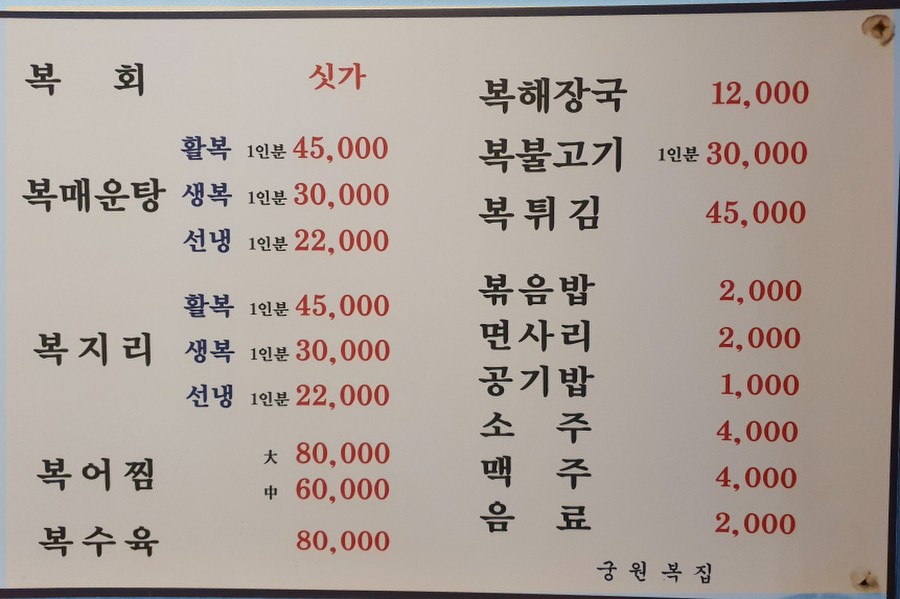 복 회 싯가
복매운탕 활복 1인분 45,000
생복 1인분 30,000
선냉 1인분 22,000
복지리 활복 1인분 45,000
생복 1인분 30,000
선냉 1인분 22,000
복어찜 大 80,000
中 60,000
복수육 80,000
복해장국 12,000
복불고기 1인분 30,000
복튀김 45,000
볶음밥 2,000
면사리 2,000
공기밥 1,000
소 주 4,000
맥 주 4,000
음 료 2,000
궁원복집